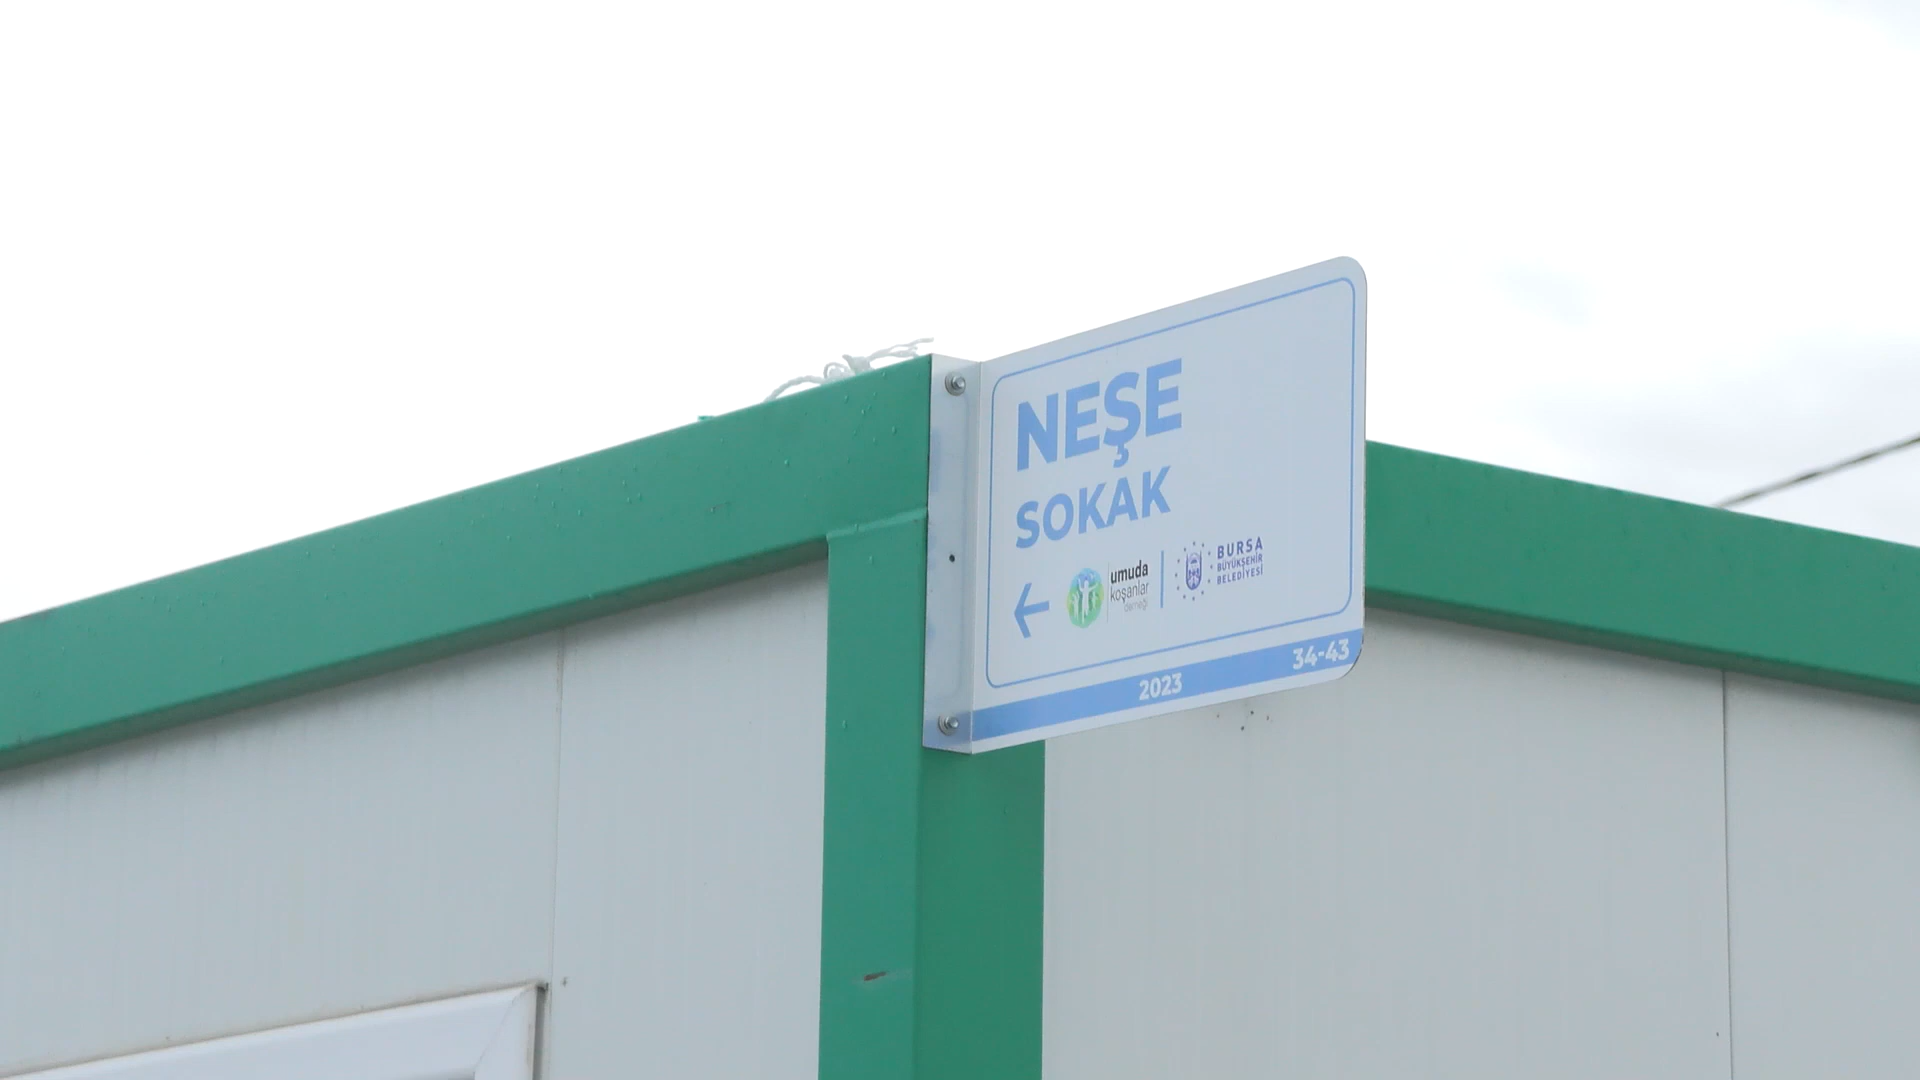 NEŞE
SOKAK
umuda
koşanlar
derneği
BURSA
BÜYÜKŞEHİR
BELEDİYESİ
2023
34-43